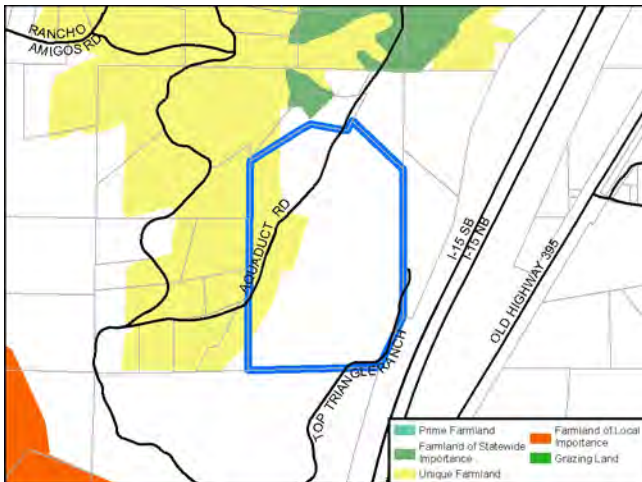 RANCHO
AMIGOS RD
AQUADUCT RD
I-15 SB
I-15 NB
OLD HIGHWAY 395
TOP TRIANGLE RANCH
Prime Farmland
Farmland of Statewide
Importance
Unique Farmland
Farmland of Local
Importance
Grazing Land